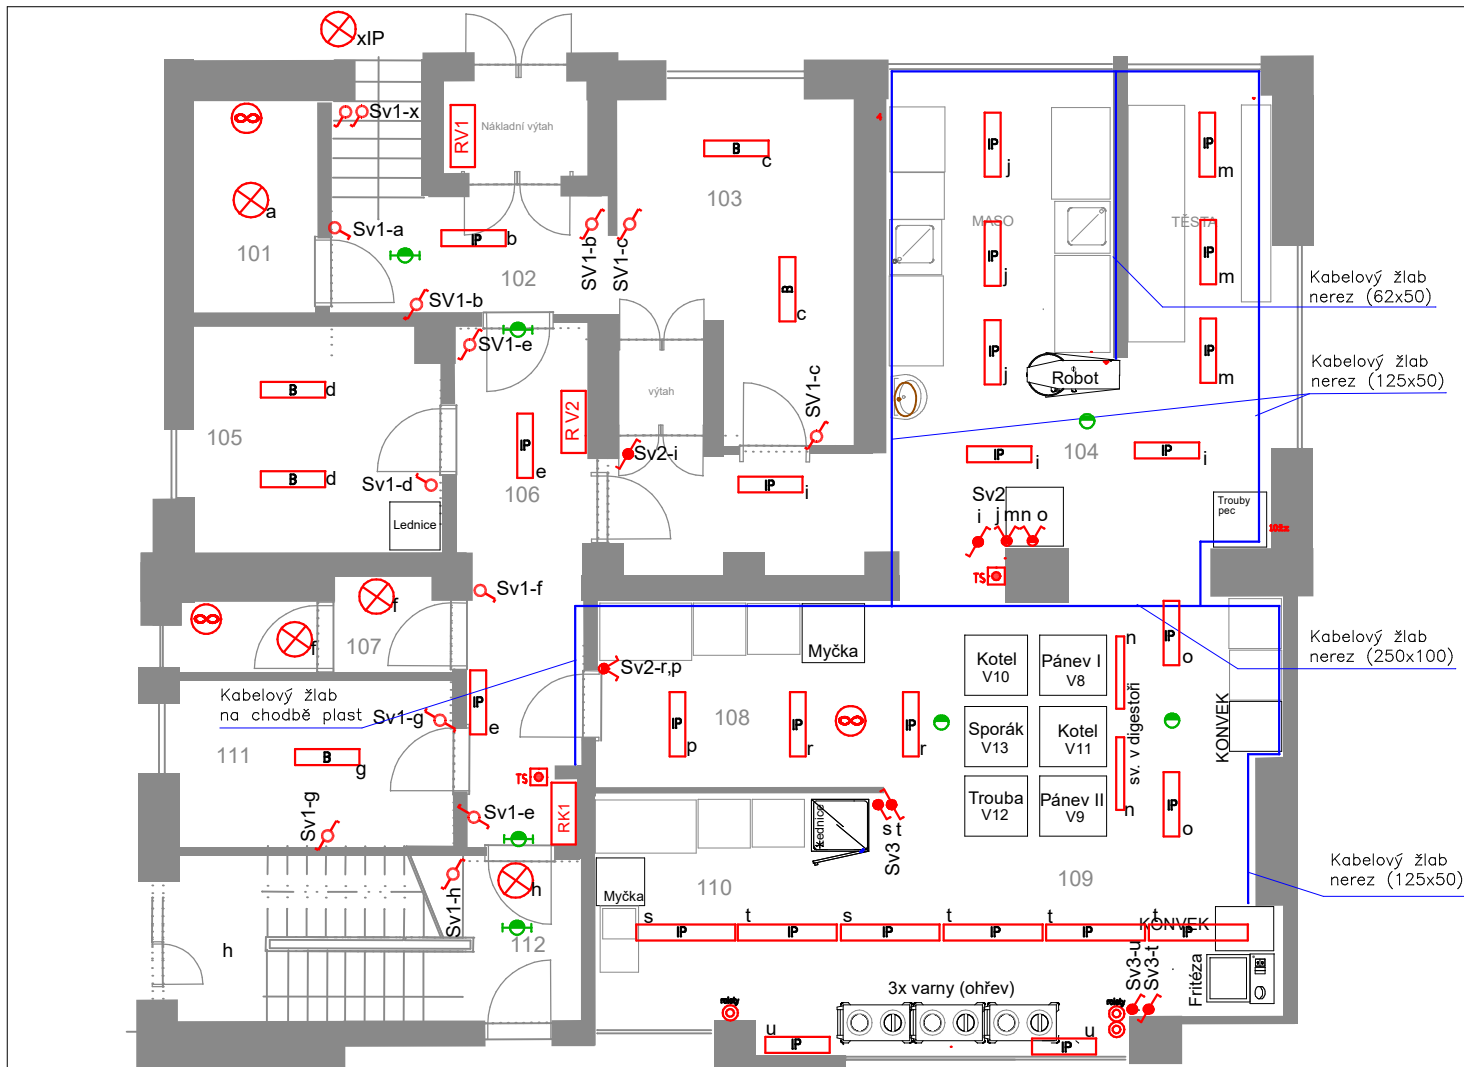 xIP
Sv1-x
RV1
Nákladní výtah
B
c
103
IP
j
IP
m
a
101
Sv1-a
IP
b
SV1-b
SV1-c
102
MASO
TĚSTA
IP
j
IP
m
B
c
SV1-b
Kabelový žlab
nerez (62x50)
SV1-e
výtah
IP
j
IP
m
Robot
Kabelový žlab
nerez (125x50)
B
d
105
R V2
IP
e
SV1-c
Sv2-i
IP
i
104
IP
i
B
d
Sv1-d
106
IP
i
Lednice
Sv2
i
j
mn
o
Trouby
pec
TS
f
Sv1-f
f
107
Myčka
Kotel
V10
Pánev I
V8
n
IP
o
Kabelový žlab
nerez (250x100)
Sv2-r,p
Kabelový žlab
na chodbě plast
Sv1-g
IP
e
IP
p
108
IP
r
IP
r
Sporák
V13
Kotel
V11
sv. v digestoři
KONVEK
111
B
g
TS
RK1
Sv1-g
Sv1-e
Lednice
s
t
Sv3
Trouba
V12
Pánev II
V9
n
IP
o
Kabelový žlab
nerez (125x50)
Sv1-h
h
Myčka
110
109
h
112
s
IP
t
IP
s
IP
t
IP
t
IP
t
IP
KONVEK
Sv3-u
Sv3-t
Fritéza
3x varny (ohřev)
u
IP
u
IP